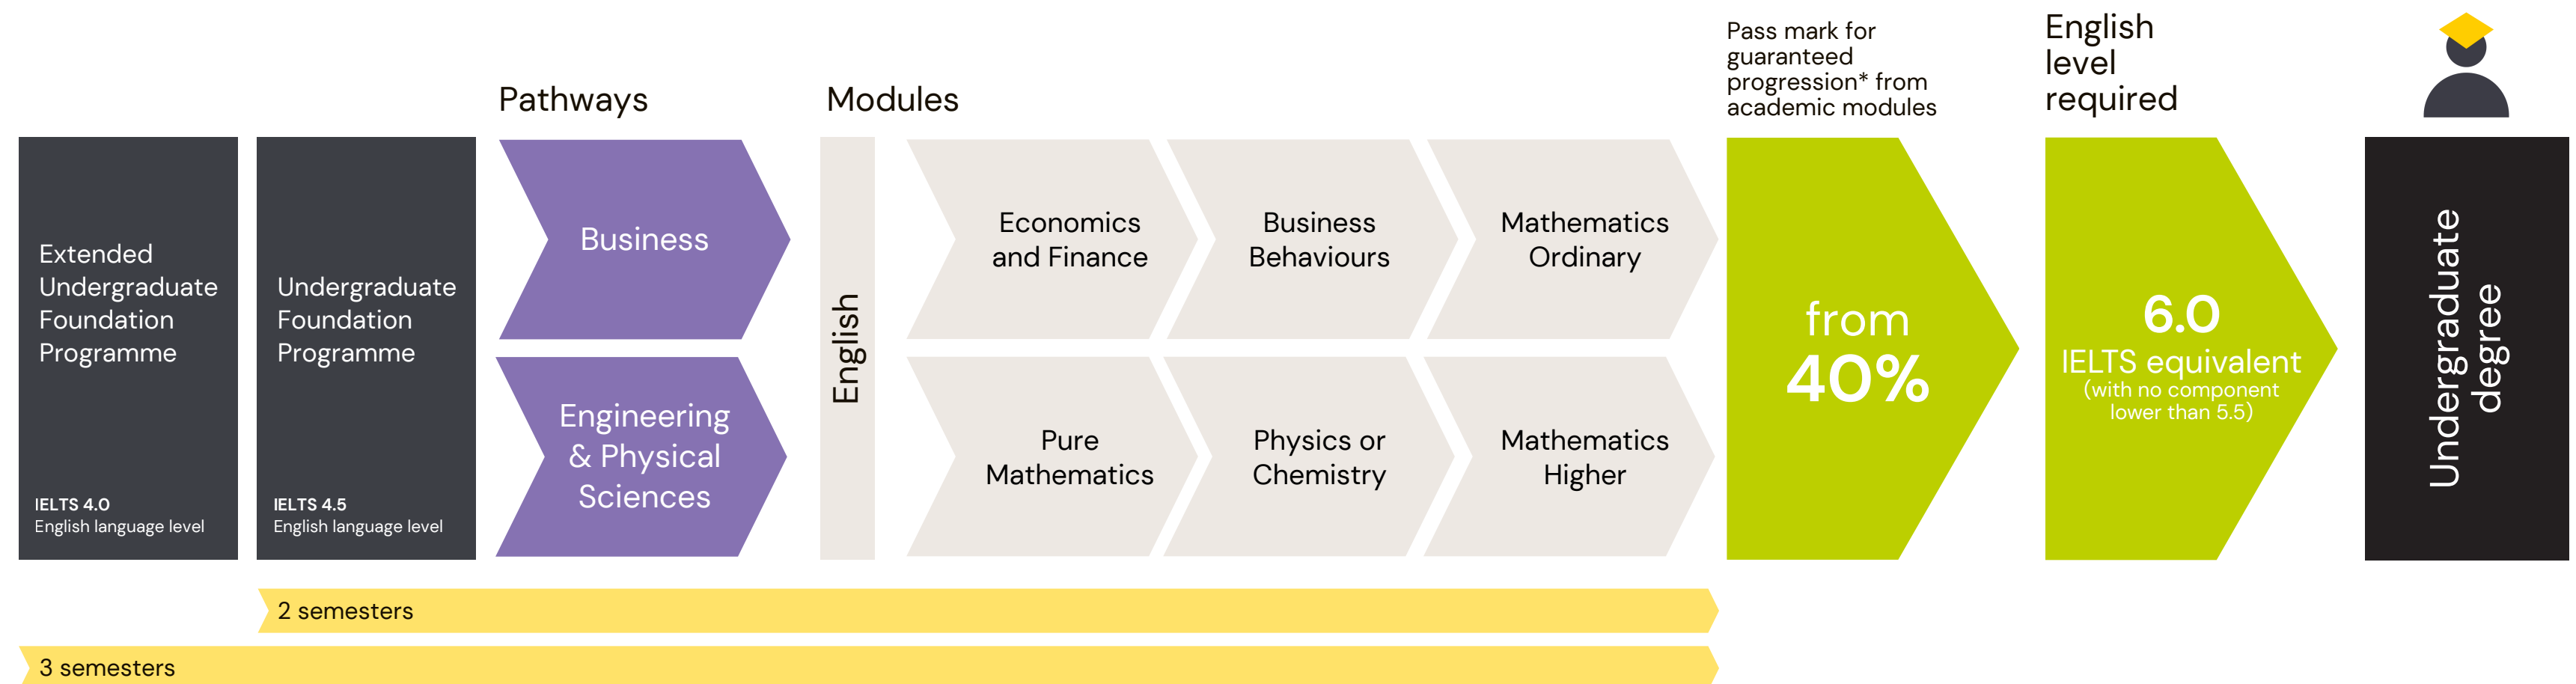 Pathways
Modules
Pass mark for
guaranteed
progression* from
academic modules
English
level
required
Extended
Undergraduate
Foundation
Programme
IELTS 4.0
English language level
Undergraduate
Foundation
Programme
IELTS 4.5
English language level
Business
Engineering
& Physical
Sciences
English
Economics
and Finance
Business
Behaviours
Mathematics
Ordinary
Pure
Mathematics
Physics or
Chemistry
Mathematics
Higher
from
40%
6.0
IELTS equivalent
(with no component
lower than 5.5)
Undergraduate
degree
2 semesters
3 semesters